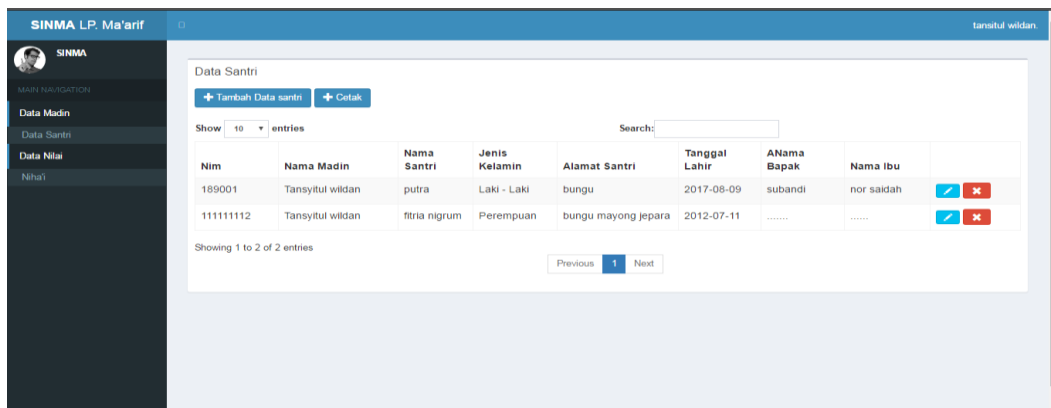 SINMA LP. Ma'arif
tansitul wildan.
SINMA
MAIN NAVIGATION
Data Madin
Data Santri
Data Nilai
Niha'i
Data Santri
Tambah Data santri
Cetak
Show 10 entries
Search:
Nim Nama Madin Nama Santri Jenis Kelamin Alamat Santri Tanggal Lahir ANama Bapak Nama Ibu
189001 Tansyitul wildan putra Laki - Laki bungu 2017-08-09 subandi nor saidah
111111112 Tansyitul wildan fitria nigrum Perempuan bungu mayong jepara 2012-07-11 ....... ......
Showing 1 to 2 of 2 entries
Previous 1 Next